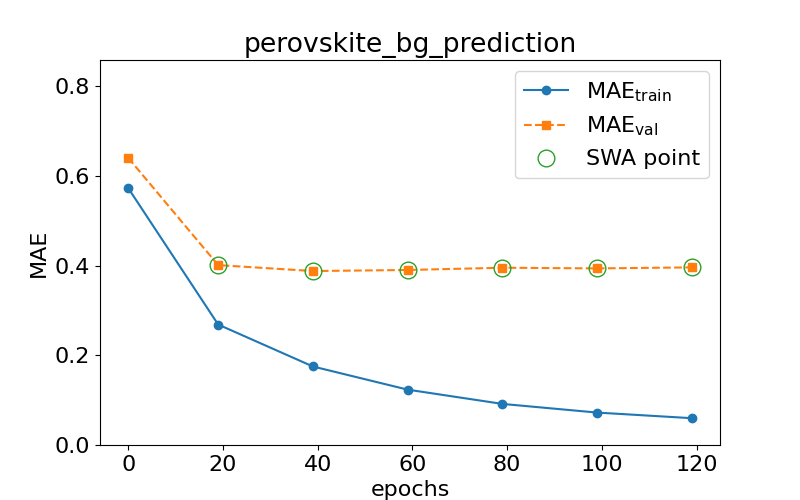 perovskite_bg_prediction
MAE
0.8
0.6
0.4
0.2
0.0
MAEtrain
MAEval
SWA point
0 20 40 60 80 100 120
epochs